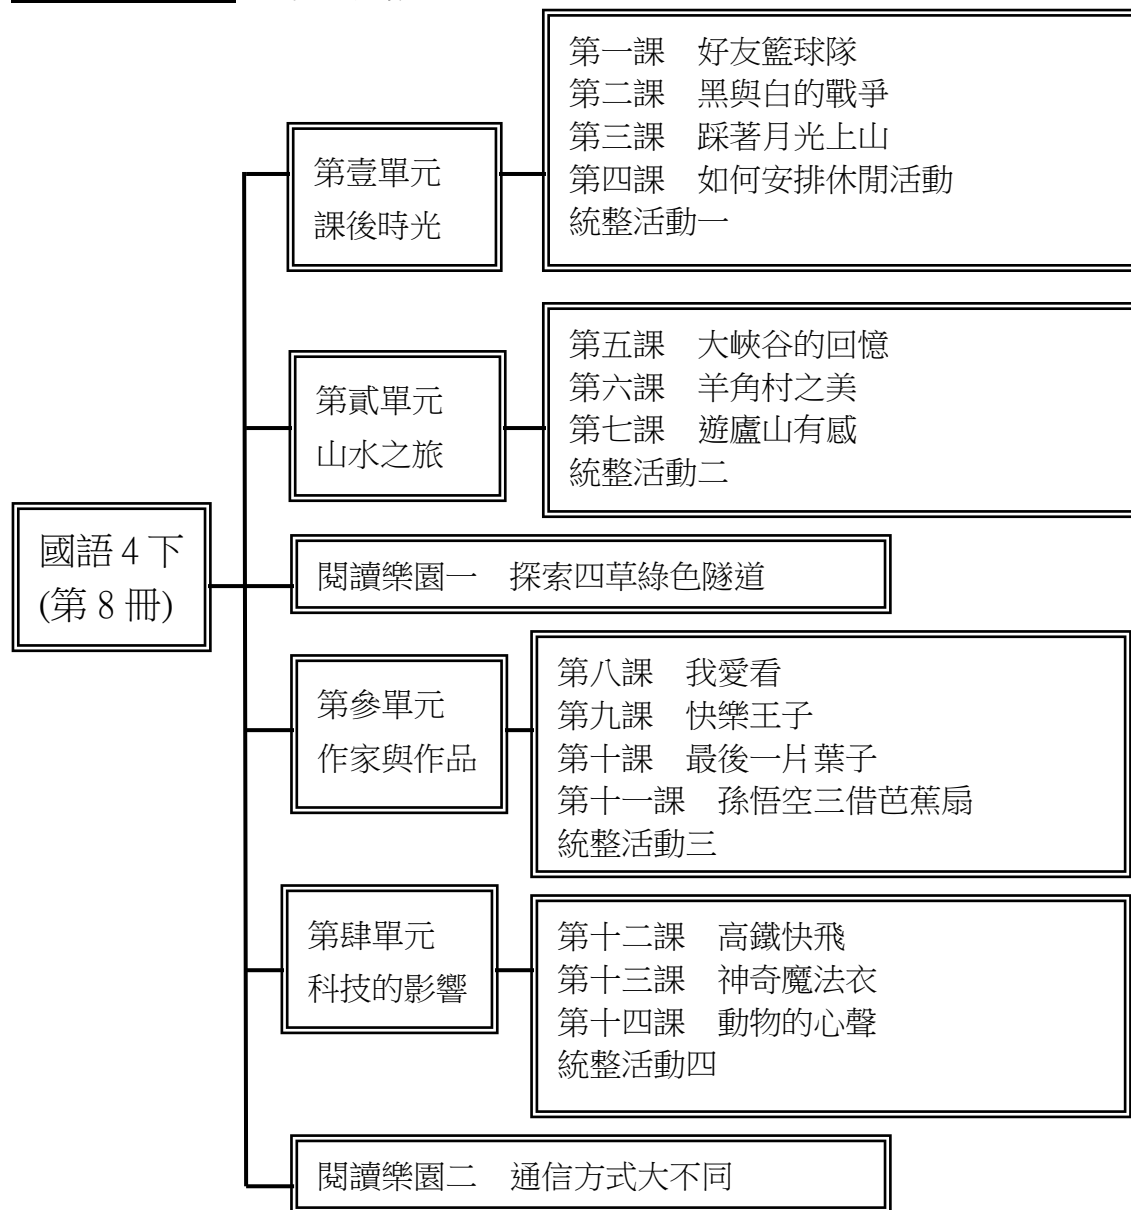 國語 4 下
(第 8 冊)
第壹單元
課後時光
第一課 好友籃球隊
第二課 黑與白的戰爭
第三課 踩著月光上山
第四課 如何安排休閒活動
統整活動一
第貳單元
山水之旅
第五課 大峽谷的回憶
第六課 羊角村之美
第七課 遊廬山有感
統整活動二
閱讀樂園一 探索四草綠色隧道
第參單元
作家與作品
第八課 我愛看
第九課 快樂王子
第十課 最後一片葉子
第十一課 孫悟空三借芭蕉扇
統整活動三
第肆單元
科技的影響
第十二課 高鐵快飛
第十三課 神奇魔法衣
第十四課 動物的心聲
統整活動四
閱讀樂園二 通信方式大不同